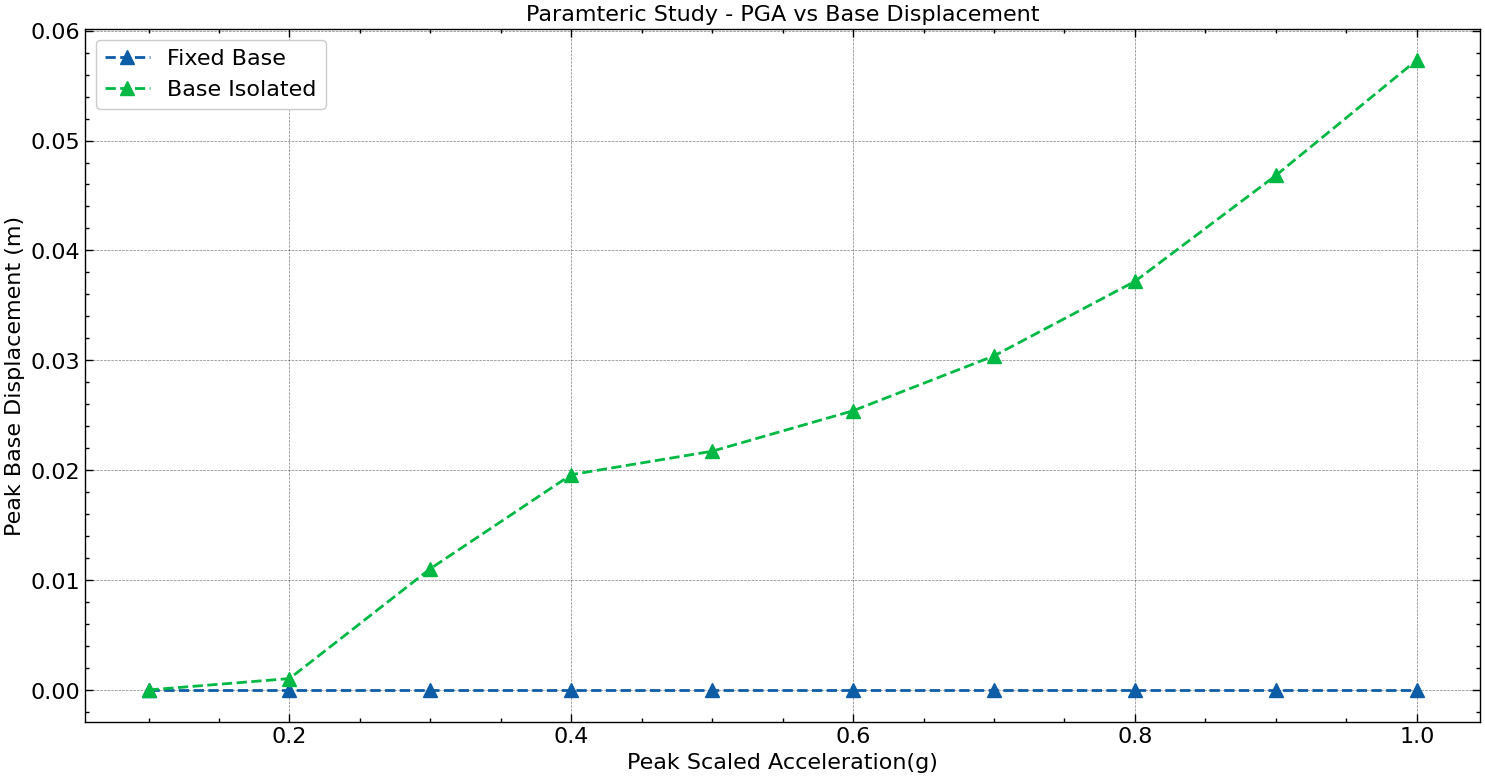 Paramteric Study - PGA vs Base Displacement
Fixed Base
Base Isolated
Peak Base Displacement (m)
0.06
0.05
0.04
0.03
0.02
0.01
0.00
0.2
0.4
0.6
0.8
1.0
Peak Scaled Acceleration(g)